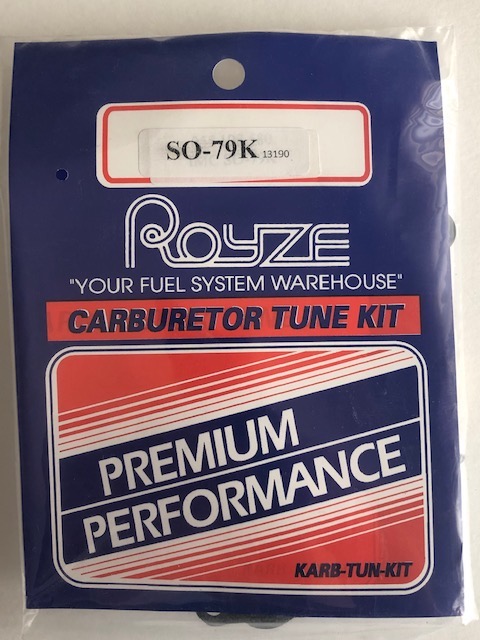 SO-79K 13190
ROYZE
"YOUR FUEL SYSTEM WAREHOUSE"
CARBURETOR TUNE KIT
PREMIUM
PERFORMANCE
KARB-TUN-KIT